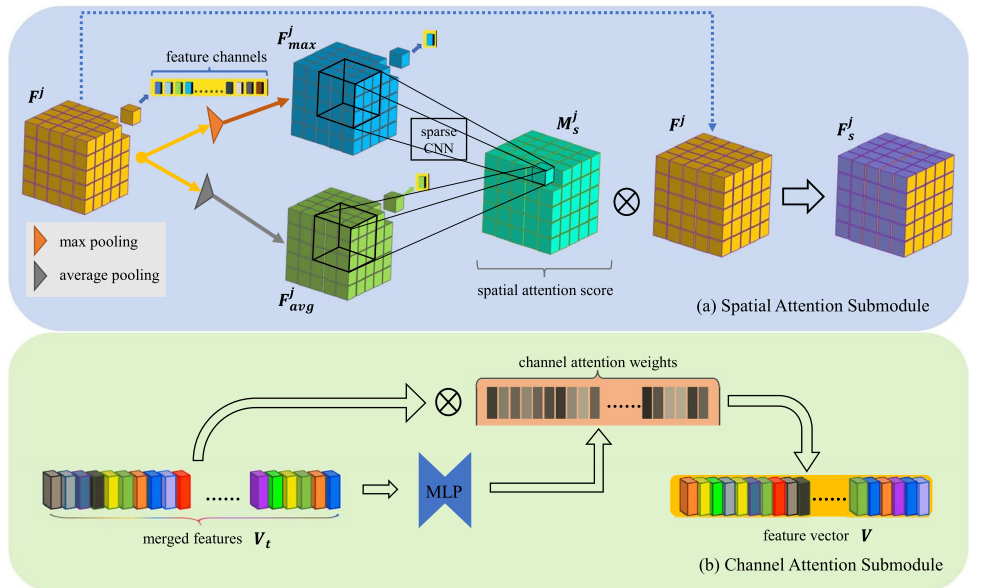 F^j_max
feature channels
F^j
sparse
CNN
M^j_s
F^j
F^j_s
max pooling
average pooling
F^j_avg
spatial attention score
(a) Spatial Attention Submodule
channel attention weights
MLP
merged features V_t
feature vector V
(b) Channel Attention Submodule